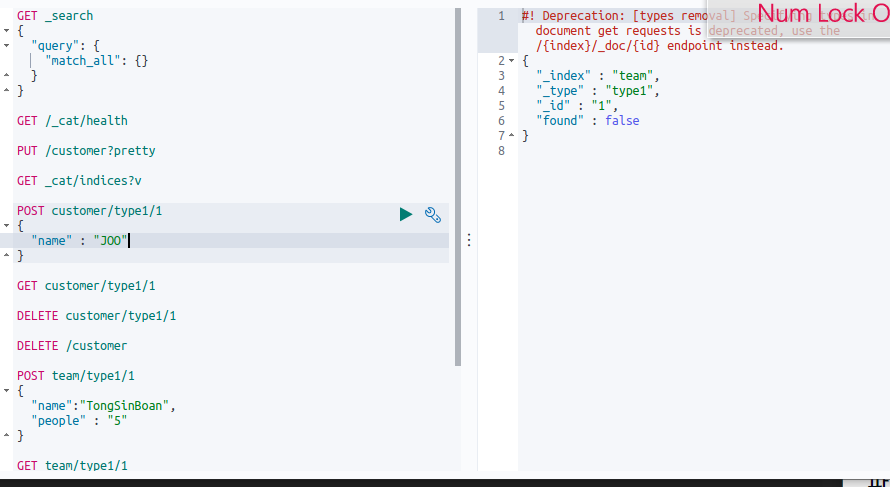 GET _search
{
"query": {
"match_all": {}
}
}
GET /_cat/health
PUT /customer?pretty
GET _cat/indices?v
POST customer/type1/1
{
"name" : "JOO"
}
GET customer/type1/1
DELETE customer/type1/1
DELETE /customer
POST team/type1/1
{
"name":"TongSinBoan",
"people" : "5"
}
GET team/type1/1
1 #! Deprecation: [types removal] Specifying types in
document get requests is deprecated, use the
/{index}/_doc/{id} endpoint instead.
2 {
3 "_index" : "team",
4 "_type" : "type1",
5 "_id" : "1",
6 "found" : false
7 }
8
Num Lock O